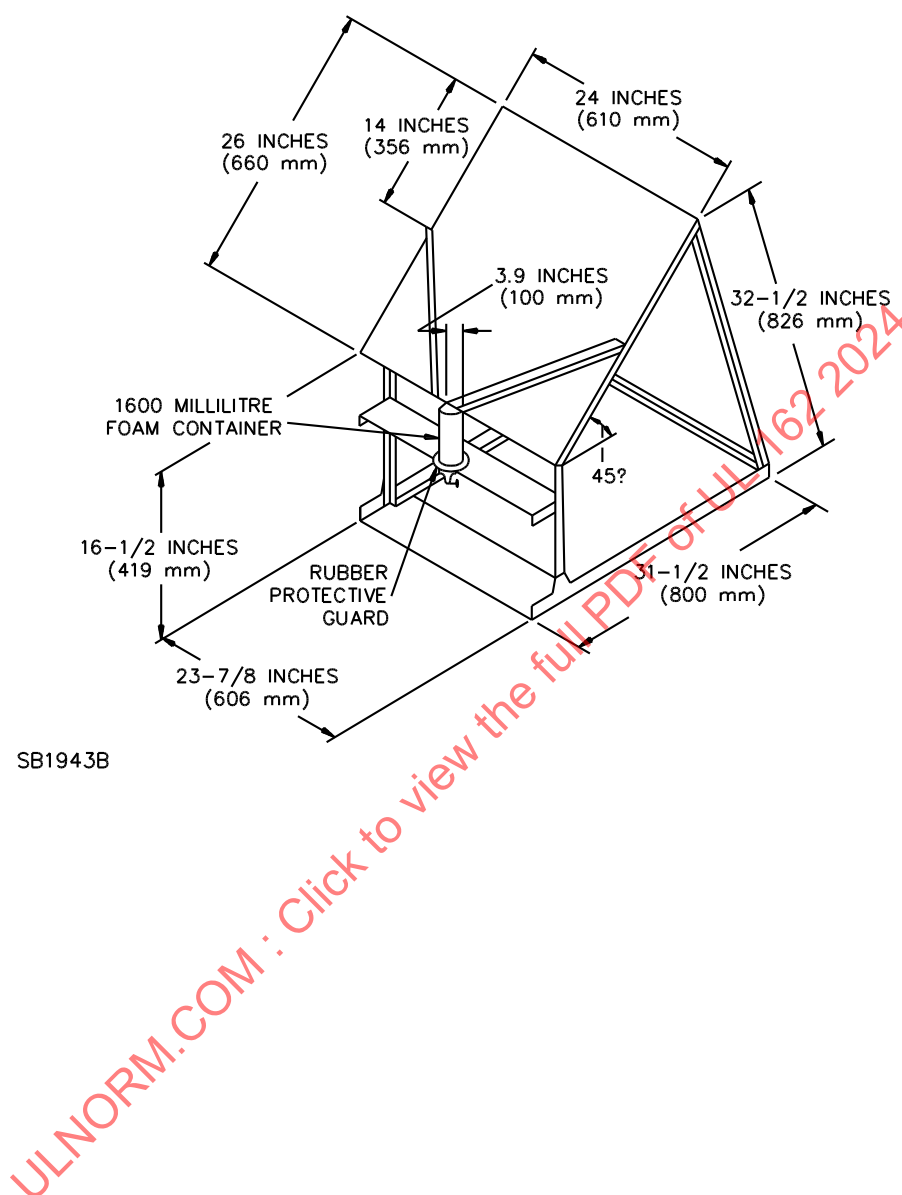 24 INCHES
(610 mm)
14 INCHES
(356 mm)
26 INCHES
(660 mm)
3.9 INCHES
(100 mm)
32-1/2 INCHES
(826 mm)
1600 MILLILITRE
FOAM CONTAINER
45?
16-1/2 INCHES
(419 mm)
RUBBER
PROTECTIVE
GUARD
31-1/2 INCHES
(800 mm)
23-7/8 INCHES
(606 mm)
SB1943B
ULNORM.COM : Click to view the full PDF of UL 162 2024